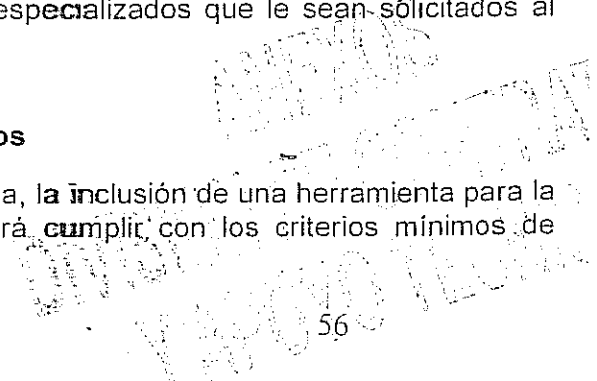 especializados que le sean solicitados al
os
a, la inclusión de una herramienta para la
rá cumplir con los criterios mínimos de
56